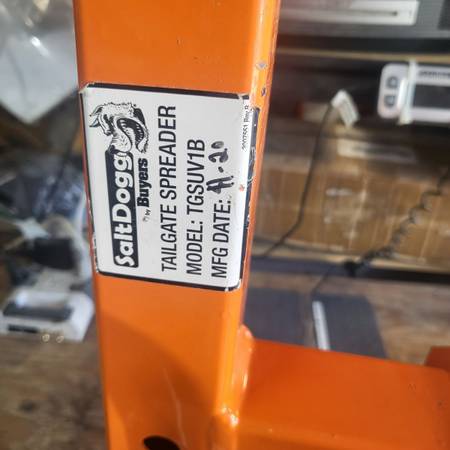 SaltDogg
by Buyers
TAILGATE SPREADER
MODEL: TGSUV1B
MFG DATE: 11-20